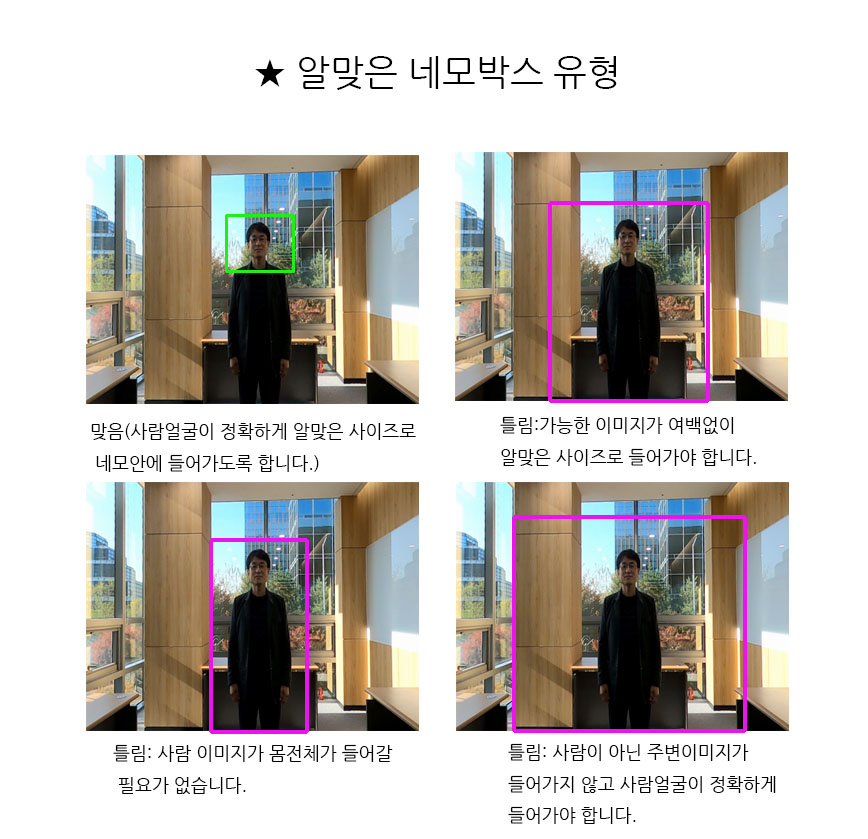 ★ 알맞은 네모박스 유형
맞음(사람얼굴이 정확하게 알맞은 사이즈로
네모안에 들어가도록 합니다.)
틀림:가능한 이미지가 여백없이
알맞은 사이즈로 들어가야 합니다.
틀림: 사람 이미지가 몸전체가 들어갈
필요가 없습니다.
틀림: 사람이 아닌 주변이미지가
들어가지 않고 사람얼굴이 정확하게
들어가야 합니다.